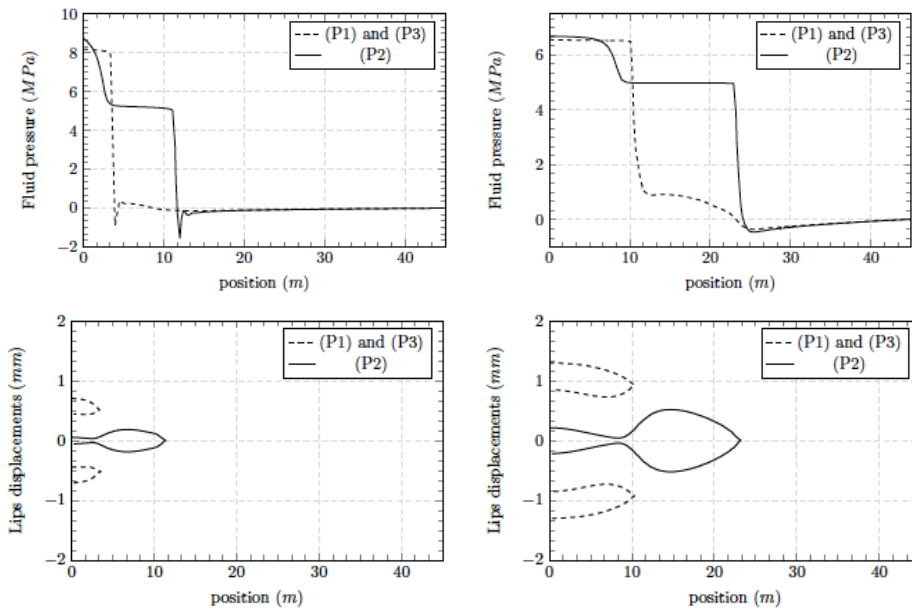 10
8
6
4
2
0
−2
Fluid pressure (MPa)
(P1) and (P3)
(P2)
0
10
20
30
40
position (m)
6
4
2
0
Fluid pressure (MPa)
(P1) and (P3)
(P2)
0
10
20
30
40
position (m)
2
1
0
−1
−2
Lips displacements (mm)
(P1) and (P3)
(P2)
0
10
20
30
40
position (m)
2
1
0
−1
−2
Lips displacements (mm)
(P1) and (P3)
(P2)
0
10
20
30
40
position (m)